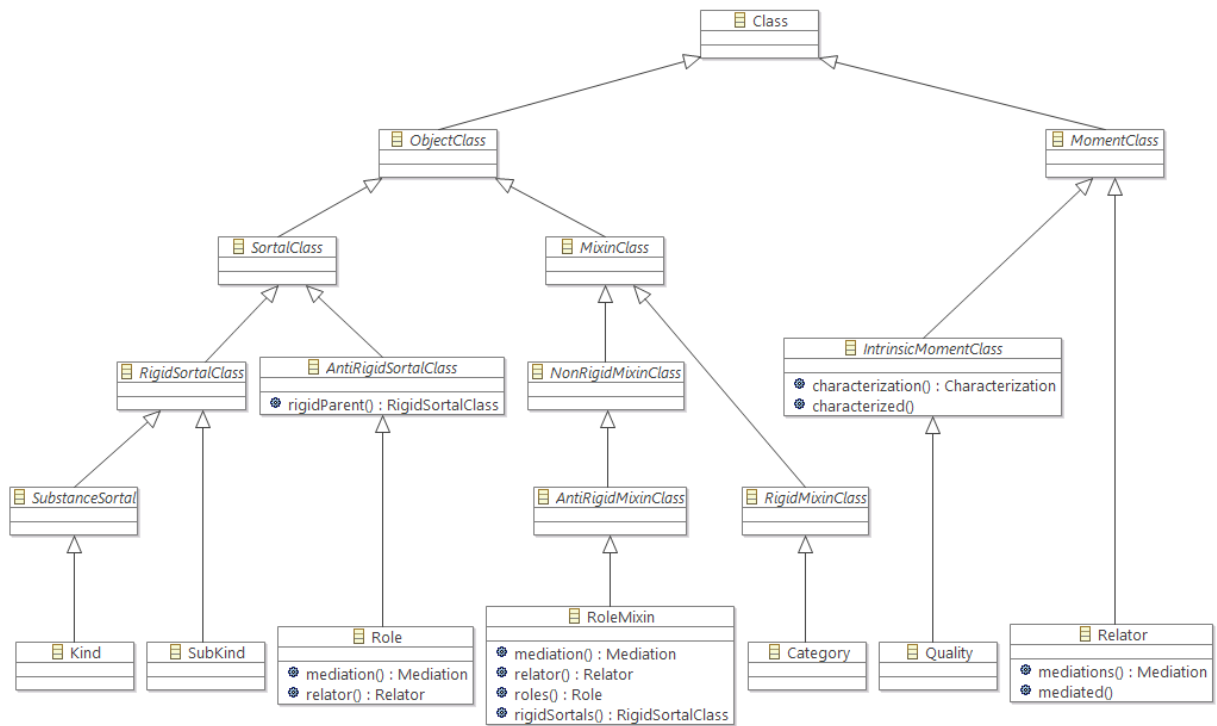 Class
ObjectClass
MomentClass
SortalClass
MixinClass
RigidSortalClass
AntiRigidSortalClass
rigidParent() : RigidSortalClass
NonRigidMixinClass
IntrinsicMomentClass
characterization() : Characterization
characterized()
SubstanceSortal
AntiRigidMixinClass
RigidMixinClass
Kind
SubKind
Role
mediation() : Mediation
relator() : Relator
RoleMixin
mediation() : Mediation
relator() : Relator
roles() : Role
rigidSortals() : RigidSortalClass
Category
Quality
Relator
mediations() : Mediation
mediated()